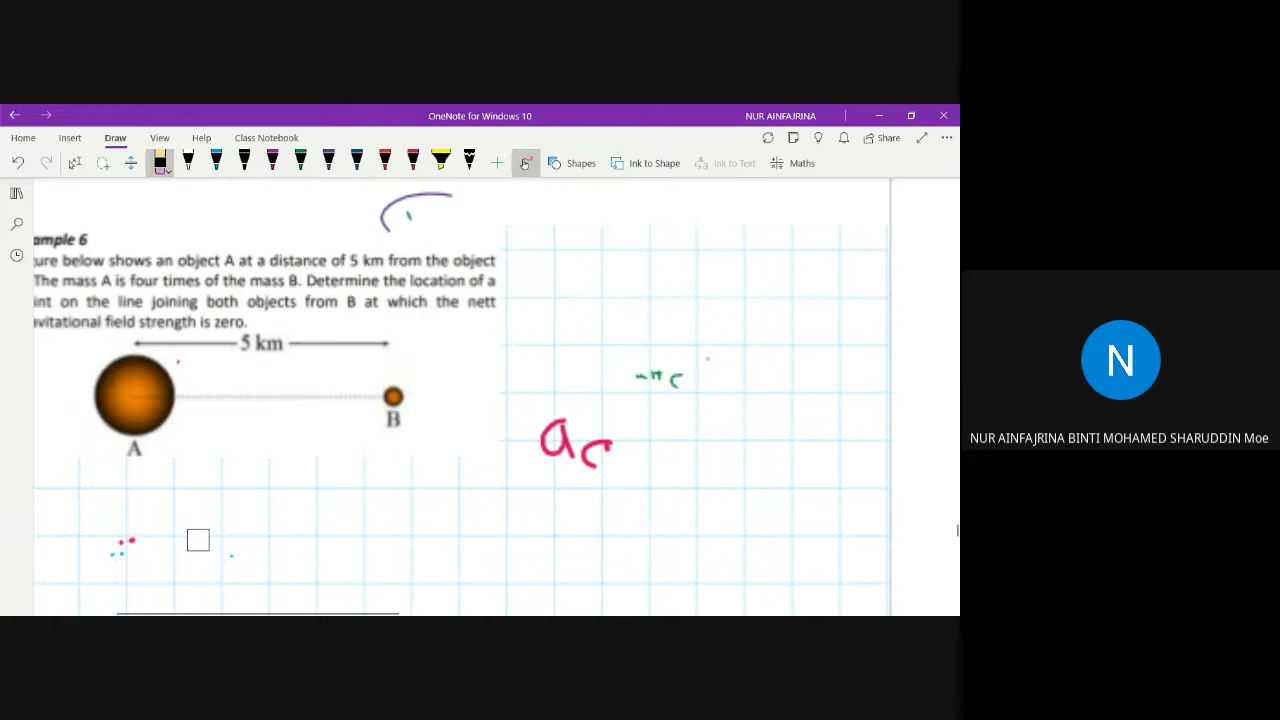 OneNote for Windows 10
NUR AINFAJRINA
Home Insert Draw View Help Class Notebook
Share
Shapes Ink to Shape Ink to Text Maths
ample 6
ure below shows an object A at a distance of 5 km from the object
The mass A is four times of the mass B. Determine the location of a
int on the line joining both objects from B at which the nett
vitational field strength is zero.
5 km
B
A
a
N
NUR AINFAJRINA BINTI MOHAMED SHARUDDIN Moe